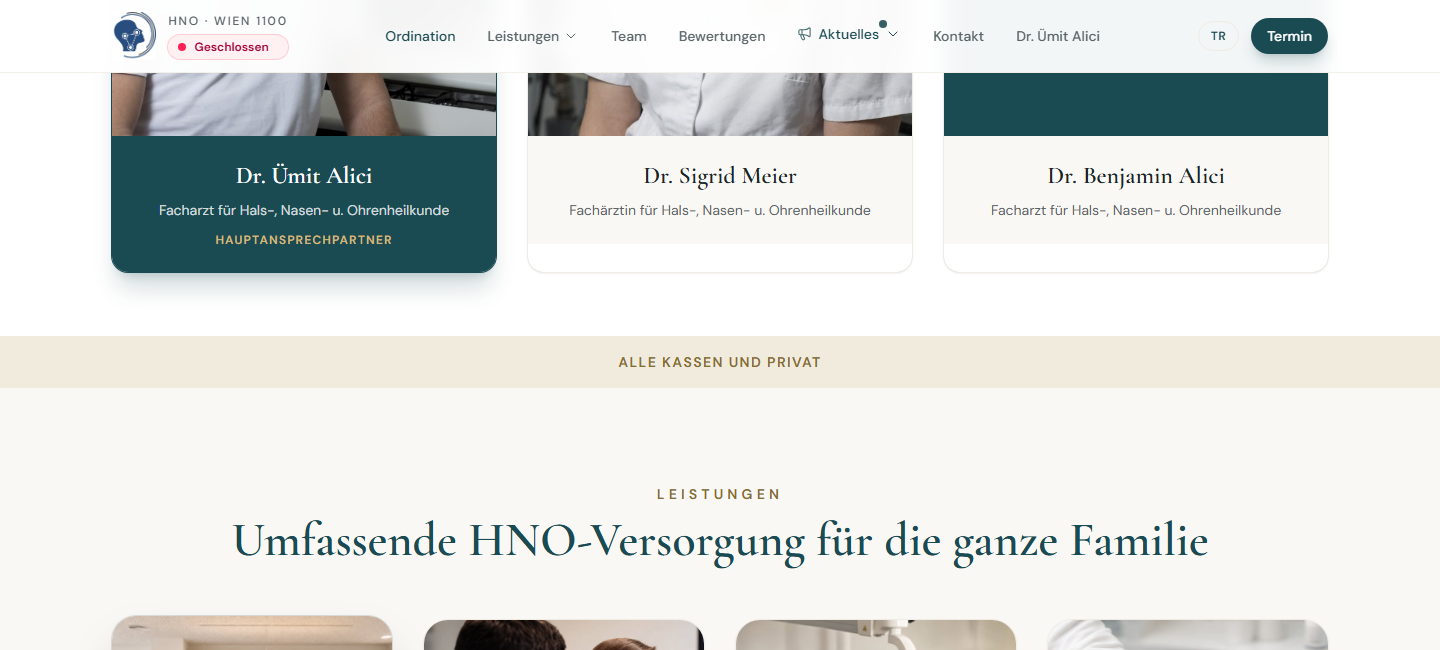 HNO · WIEN 1100
Geschlossen
Ordination
Leistungen
Team
Bewertungen
Aktuelles
Kontakt
Dr. Ümit Alici
TR
Termin
Dr. Ümit Alici
Facharzt für Hals-, Nasen- u. Ohrenheilkunde
HAUPTANSPRECHPARTNER
Dr. Sigrid Meier
Fachärztin für Hals-, Nasen- u. Ohrenheilkunde
Dr. Benjamin Alici
Facharzt für Hals-, Nasen- u. Ohrenheilkunde
ALLE KASSEN UND PRIVAT
LEISTUNGEN
Umfassende HNO-Versorgung für die ganze Familie